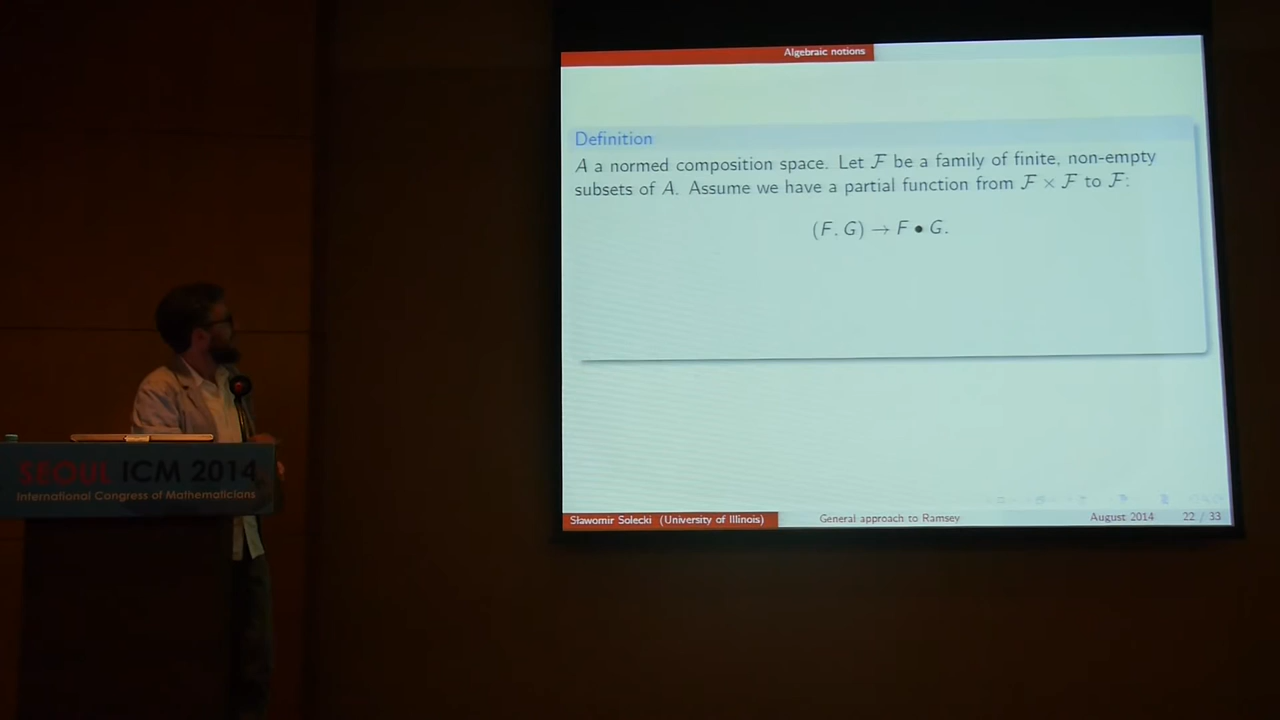 Algebraic notions
Definition
A a normed composition space. Let ℱ be a family of finite, non-empty
subsets of A. Assume we have a partial function from ℱ × ℱ to ℱ:
(F, G) → F • G.
Sławomir Solecki (University of Illinois) General approach to Ramsey August 2014 22 / 33
SEOUL ICM 2014
International Congress of Mathematicians